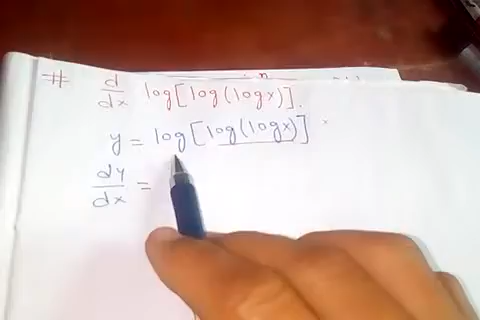 # d/dx log[log(logx)].
y = log[log(logx)]
dy/dx =